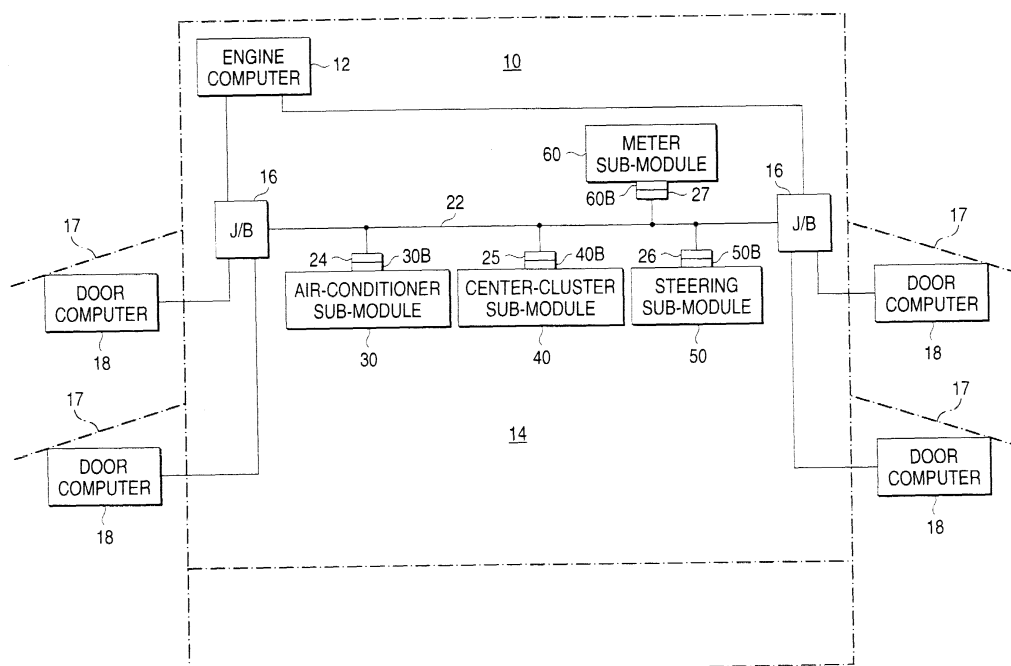 ENGINE
COMPUTER
12
10
METER
SUB-MODULE
60
60B
27
16
J/B
16
J/B
22
17
17
24
30B
25
40B
26
50B
DOOR
COMPUTER
18
AIR-CONDITIONER
SUB-MODULE
30
CENTER-CLUSTER
SUB-MODULE
40
STEERING
SUB-MODULE
50
DOOR
COMPUTER
18
17
17
14
DOOR
COMPUTER
18
DOOR
COMPUTER
18